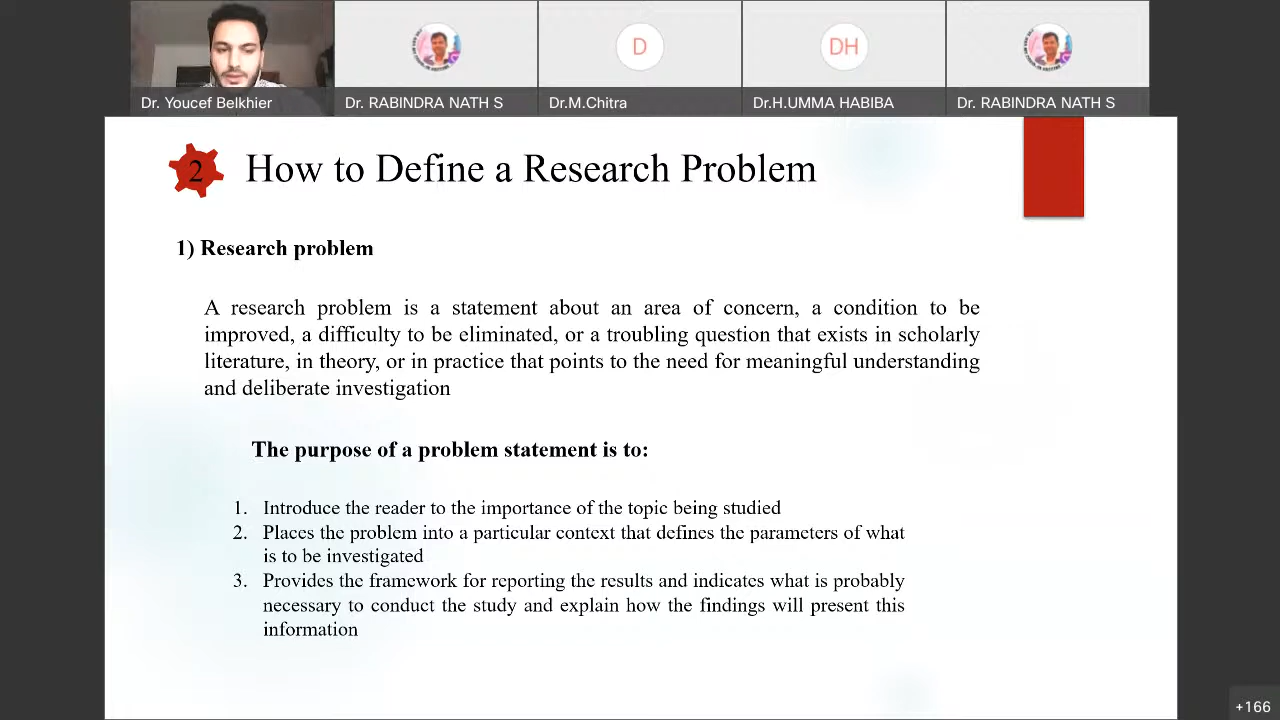 Dr. Youcef Belkhier
Dr. RABINDRA NATH S
D
Dr.M.Chitra
DH
Dr.H.UMMA HABIBA
Dr. RABINDRA NATH S
2
How to Define a Research Problem
1) Research problem
A research problem is a statement about an area of concern, a condition to be
improved, a difficulty to be eliminated, or a troubling question that exists in scholarly
literature, in theory, or in practice that points to the need for meaningful understanding
and deliberate investigation
The purpose of a problem statement is to:
1. Introduce the reader to the importance of the topic being studied
2. Places the problem into a particular context that defines the parameters of what
is to be investigated
3. Provides the framework for reporting the results and indicates what is probably
necessary to conduct the study and explain how the findings will present this
information
+166